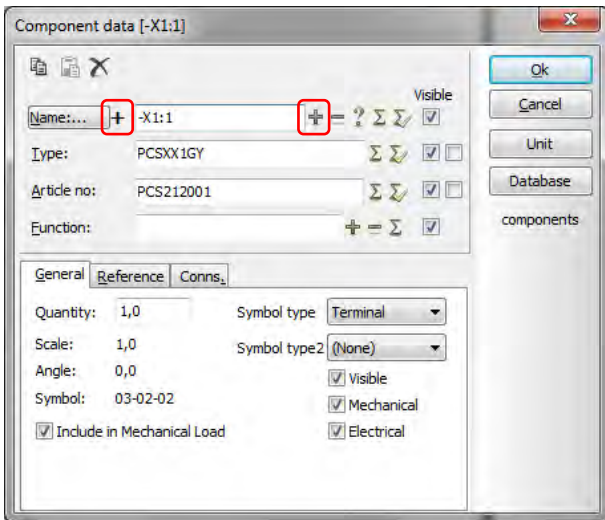 Component data [-X1:1]
Visible
Name:... + -X1:1 + - ? Σ Σ
Type: PCSXX1GY Σ Σ
Article no: PCS212001 Σ Σ
Function: + - Σ
General Reference Conns.
Quantity: 1,0 Symbol type Terminal
Scale: 1,0 Symbol type2 (None)
Angle: 0,0 Visible
Symbol: 03-02-02 Mechanical
Include in Mechanical Load Electrical
Ok
Cancel
Unit
Database
components